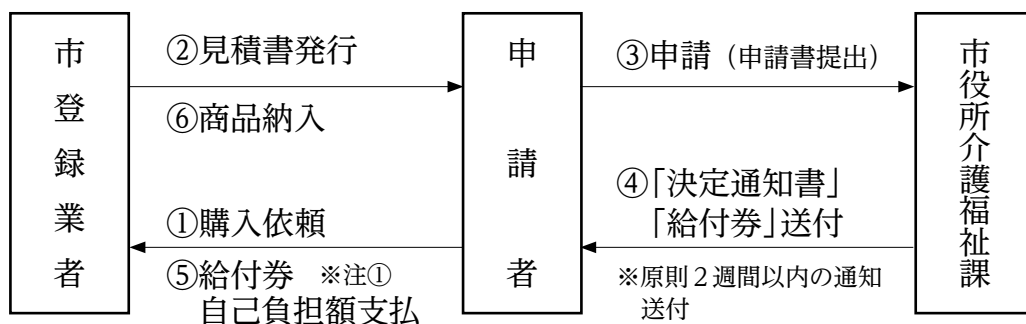 市登録業者
②見積書発行
⑥商品納入
①購入依頼
⑤給付券 ※注①
自己負担額支払
申請者
③申請（申請書提出）
④「決定通知書」
「給付券」送付
※原則２週間以内の通知
送付
市役所介護福祉課